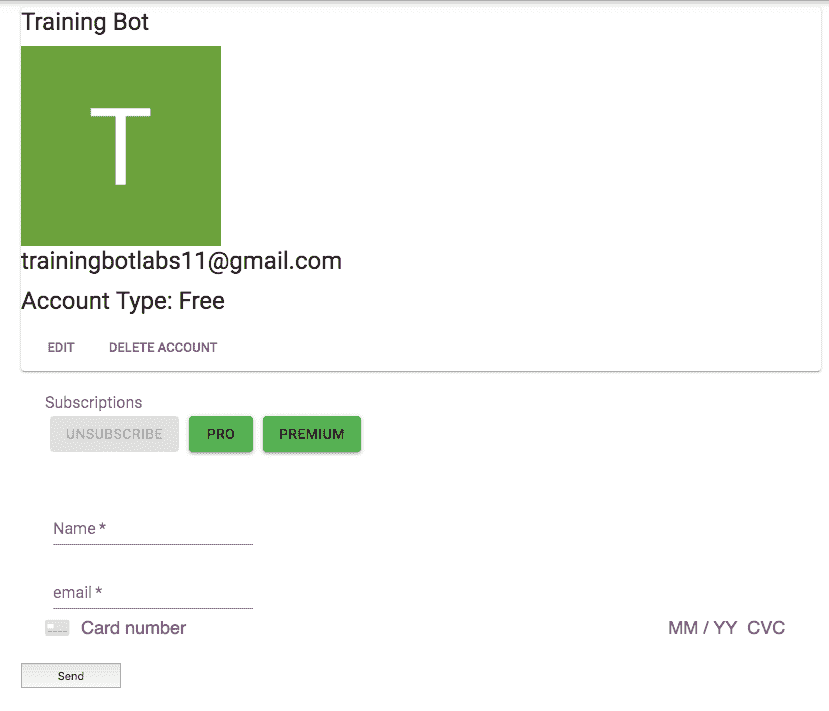 Training Bot
T
trainingbotlabs11@gmail.com
Account Type: Free
EDIT DELETE ACCOUNT
Subscriptions
UNSUBSCRIBE PRO PREMIUM
Name *
email *
Card number MM / YY CVC
Send